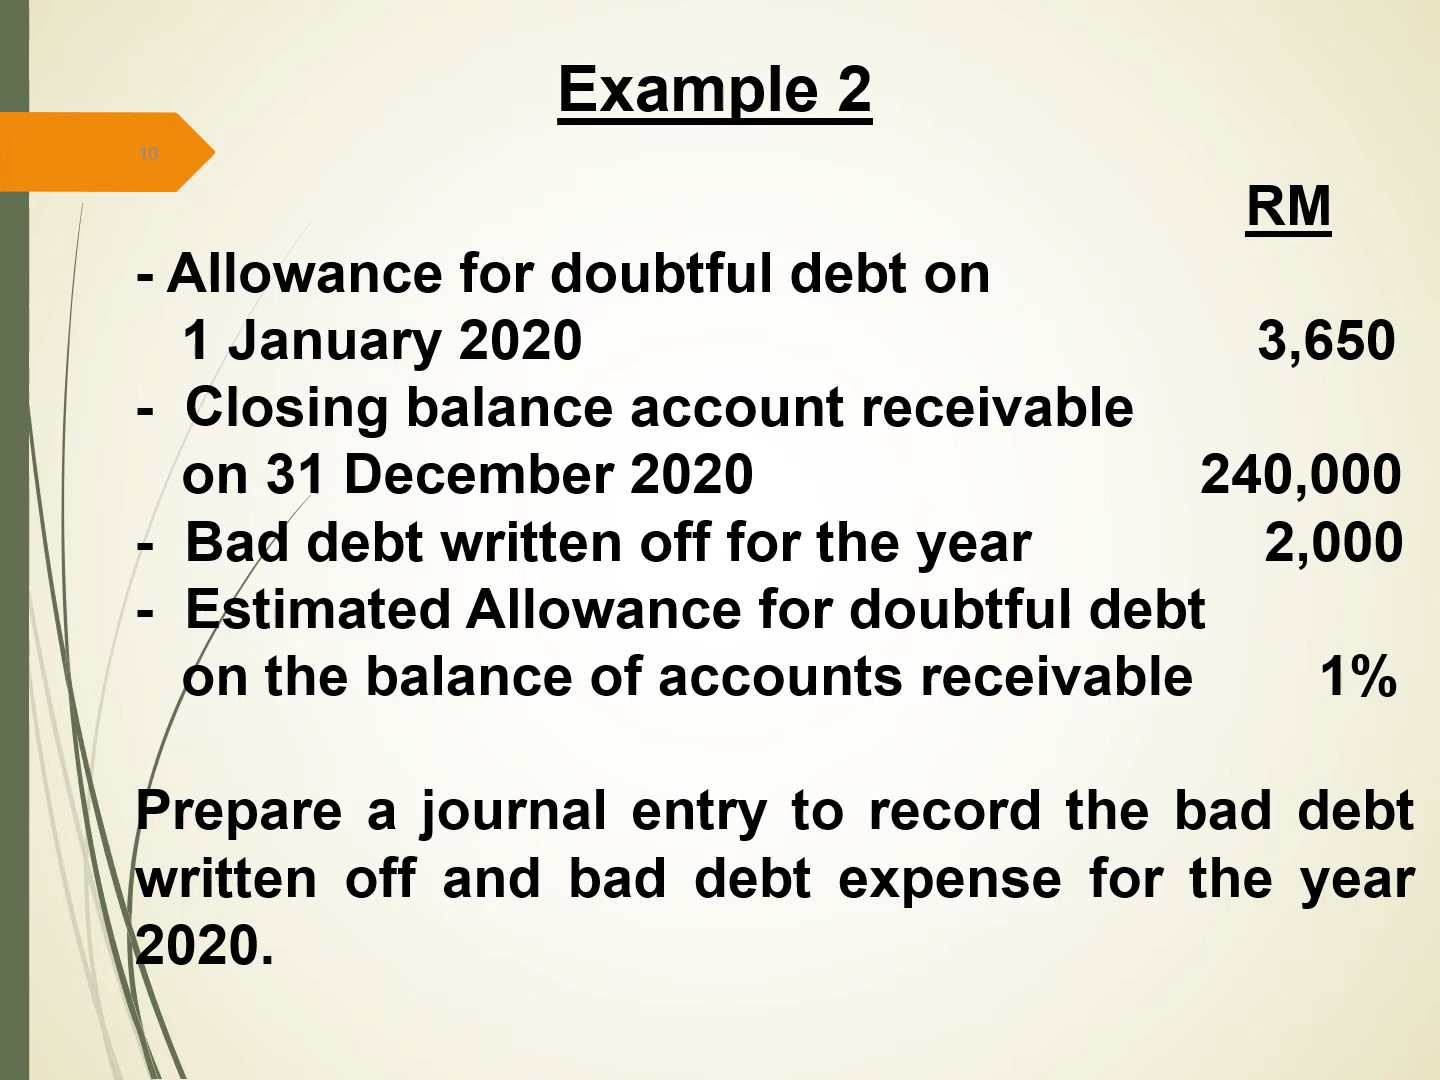 Example 2
10
RM
- Allowance for doubtful debt on
1 January 2020 3,650
- Closing balance account receivable
on 31 December 2020 240,000
- Bad debt written off for the year 2,000
- Estimated Allowance for doubtful debt
on the balance of accounts receivable 1%
Prepare a journal entry to record the bad debt
written off and bad debt expense for the year
2020.